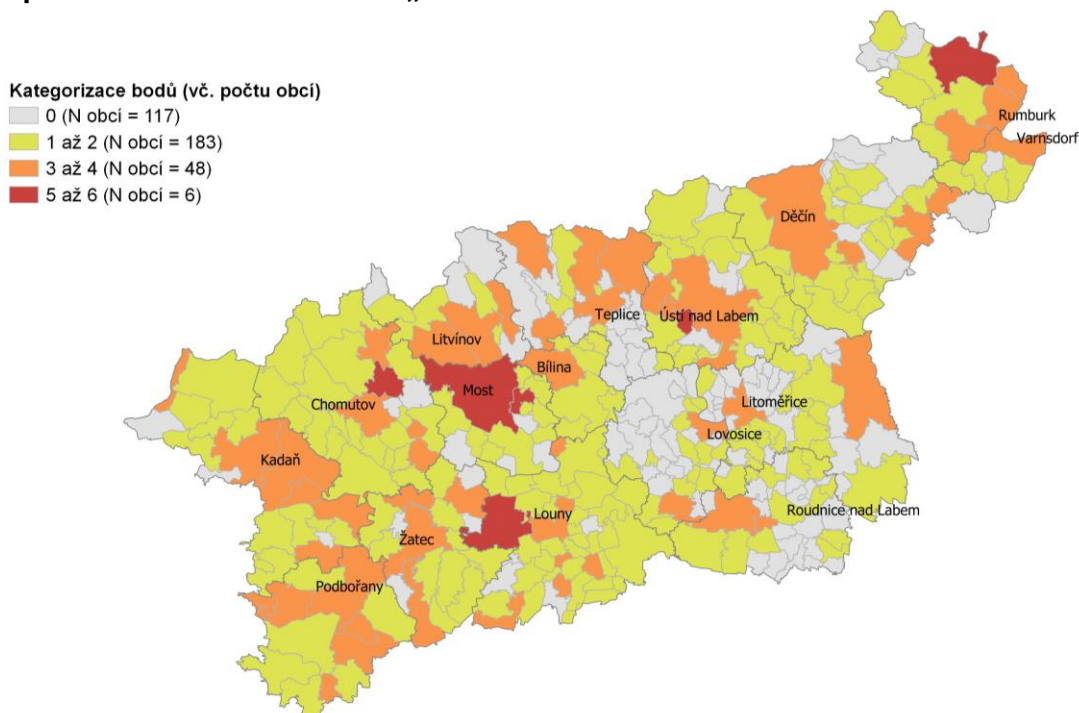 „
Kategorizace bodů (vč. počtu obcí)
0 (N obcí = 117)
1 až 2 (N obcí = 183)
3 až 4 (N obcí = 48)
5 až 6 (N obcí = 6)
Rumburk
Varnsdorf
Děčín
Teplice
Ústí nad Labem
Litvínov
Bílina
Most
Chomutov
Litoměřice
Lovosice
Kadaň
Roudnice nad Labem
Louny
Žatec
Podbořany